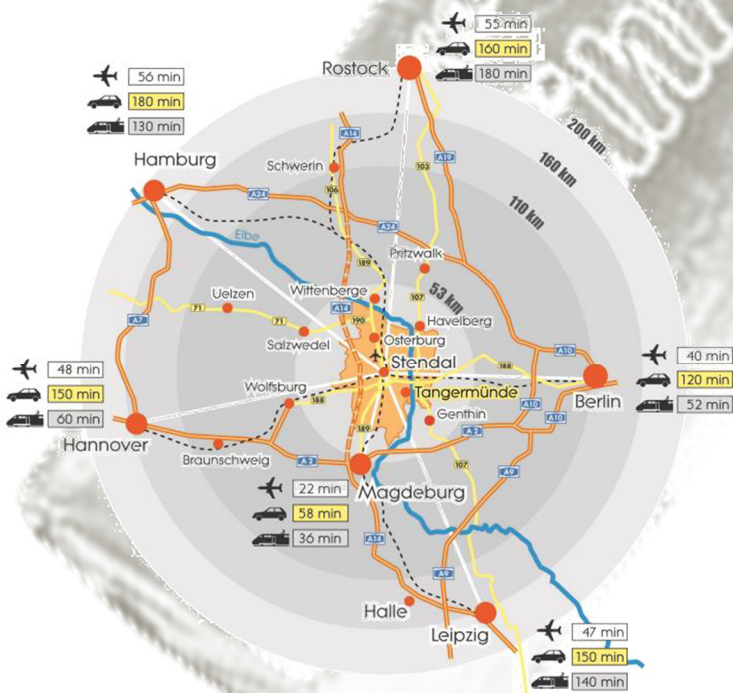 55 min
160 min
180 min
Rostock
56 min
180 min
130 min
200 km
160 km
110 km
53 km
Hamburg
A14
Schwerin
103
A19
106
A24
A24
Elbe
189
Pritzwalk
Uelzen
Wittenberge
107
71
A14
71
190
Havelberg
A7
Salzwedel
Osterburg
A10
188
Stendal
48 min
150 min
60 min
40 min
120 min
52 min
Wolfsburg
188
Tangermünde
A10
Berlin
Hannover
Genthin
189
A2
A10
Braunschweig
A2
107
A9
Magdeburg
22 min
58 min
36 min
A14
A9
Halle
Leipzig
47 min
150 min
140 min